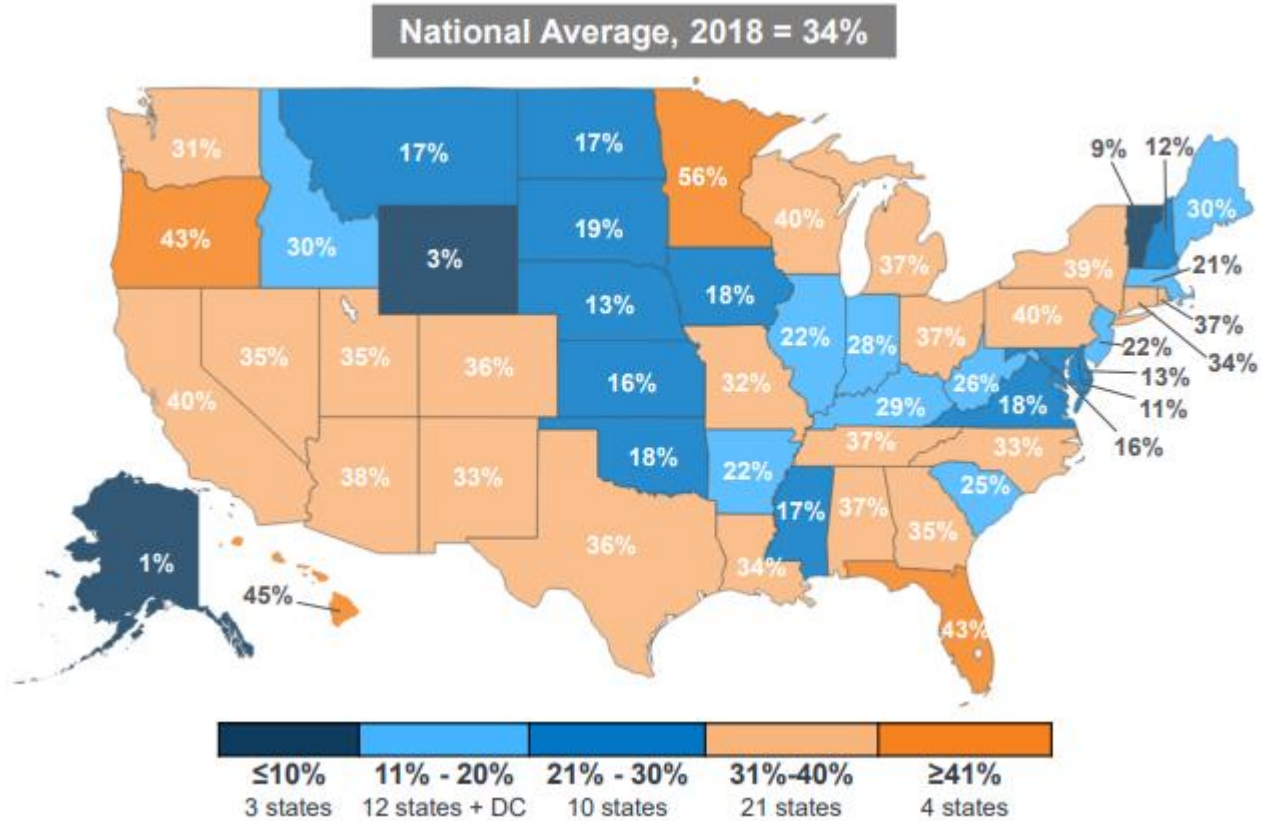 National Average, 2018 = 34%
9% 12%
31% 17% 17% 56% 40% 30%
43% 30% 3% 19% 37% 39% 21%
13% 18% 37%
35% 35% 36% 22% 28% 37% 40% 22% 34%
40% 16% 32% 26% 13%
29% 18% 11%
38% 33% 18% 22% 37% 33% 16%
17% 37% 35% 25%
36% 34%
1%
45% 43%
≤10% 11% - 20% 21% - 30% 31%-40% ≥41%
3 states 12 states + DC 10 states 21 states 4 states